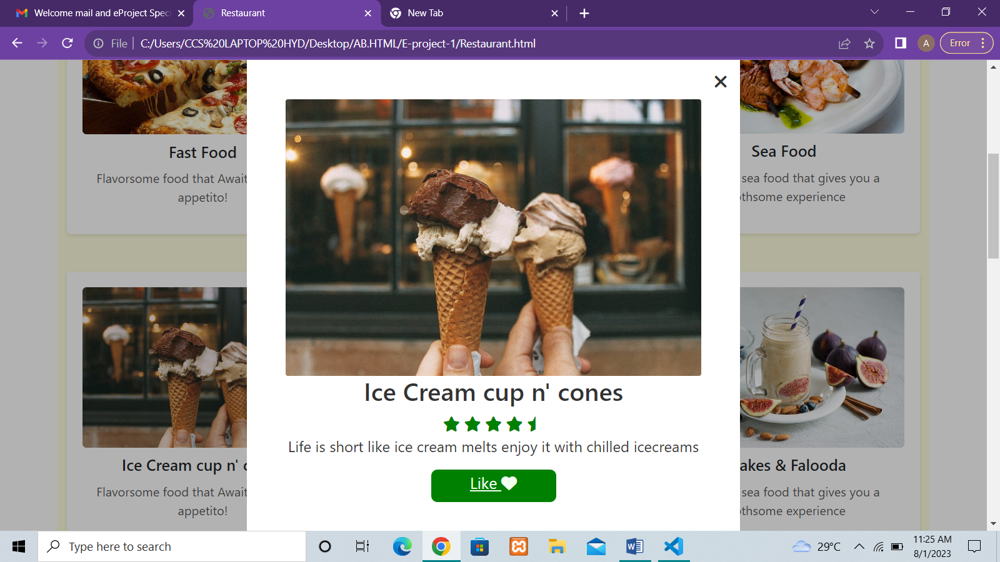 Welcome mail and eProject Speci
Restaurant
New Tab
File
C:/Users/CCS%20LAPTOP%20HYD/Desktop/AB.HTML/E-project-1/Restaurant.html
A
Error
Fast Food
Flavorsome food that Await
appetito!
Sea Food
sea food that gives you a
othsome experience
Ice Cream cup n' cones
Life is short like ice cream melts enjoy it with chilled icecreams
Like
Ice Cream cup n' c
Flavorsome food that Await
appetito!
akes & Falooda
sea food that gives you a
othsome experience
Type here to search
29°C
11:25 AM
8/1/2023